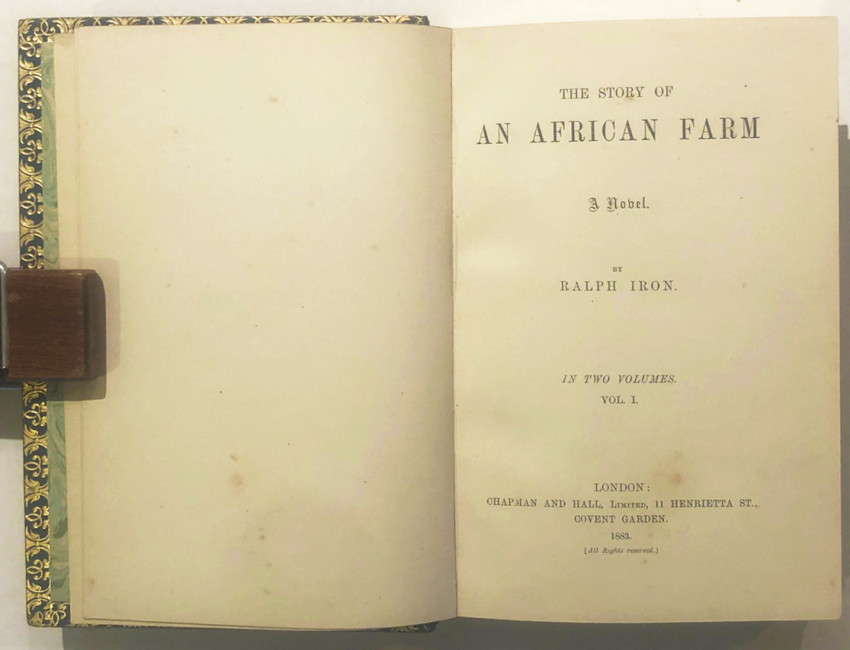 THE STORY OF
AN AFRICAN FARM
A Novel.
BY
RALPH IRON.
IN TWO VOLUMES.
VOL. I.
LONDON:
CHAPMAN AND HALL, LIMITED, 11 HENRIETTA ST.,
COVENT GARDEN.
1883.
[All Rights reserved.]